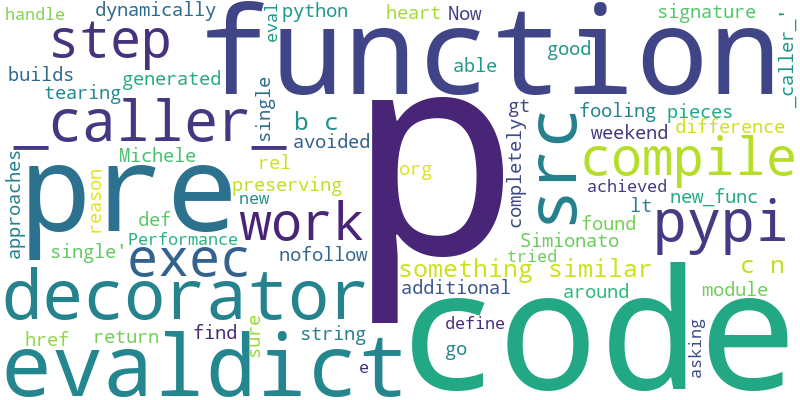 handle
dynamically
function
eval
python
heart
Now
signature
-
_caller_
step
able
good
builds
generated
tearing
single
_caller_
b c
avoided
p
gt
completely
src
fooling
pieces
weekend
difference
compile
approaches
pre
Michele
reason
rel
preserving
org
achieved
new_func
def
new
work
lt
found
pypi
single'
Performance
exec
nofollow
Simionato
tried
something similar
c n
decorator
additional
code
around
module
href
return
find
sure
string
define
go
asking
evaldict
e